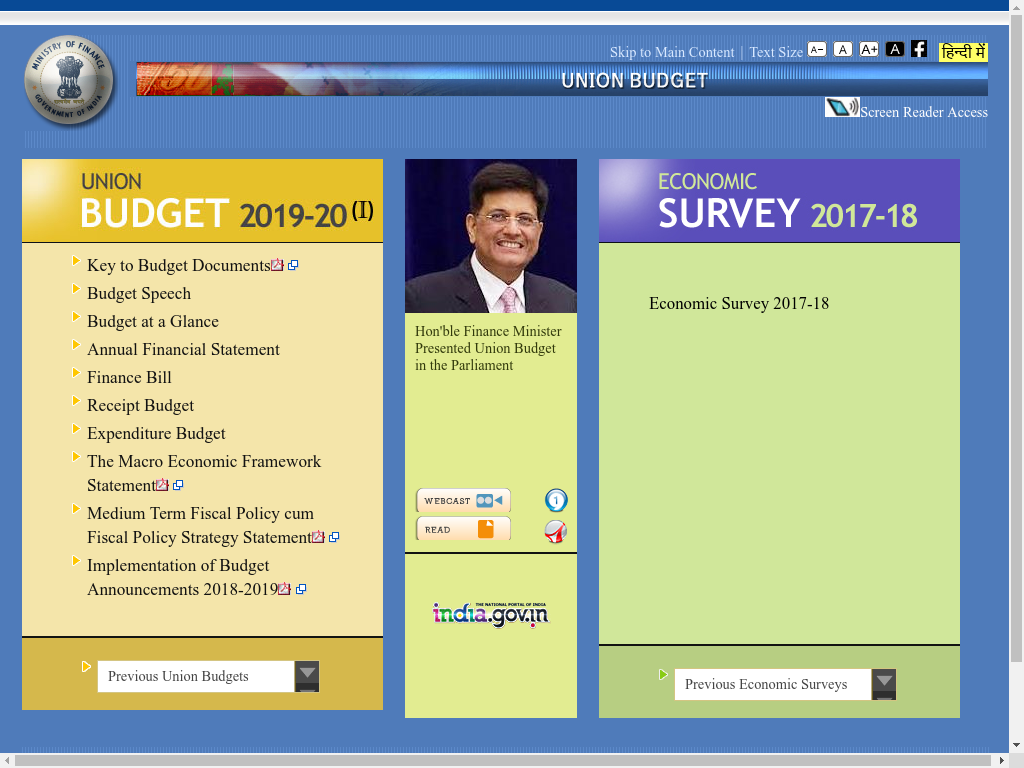 MINISTRY OF FINANCE
GOVERNMENT OF INDIA
Skip to Main Content | Text Size A- A A+ A हिन्दी में
UNION BUDGET
Screen Reader Access
UNION
BUDGET 2019-20 (I)
Key to Budget Documents
Budget Speech
Budget at a Glance
Annual Financial Statement
Finance Bill
Receipt Budget
Expenditure Budget
The Macro Economic Framework
Statement
Medium Term Fiscal Policy cum
Fiscal Policy Strategy Statement
Implementation of Budget
Announcements 2018-2019
Previous Union Budgets
Hon'ble Finance Minister
Presented Union Budget
in the Parliament
WEBCAST
READ
THE NATIONAL PORTAL OF INDIA
india.gov.in
ECONOMIC
SURVEY 2017-18
Economic Survey 2017-18
Previous Economic Surveys